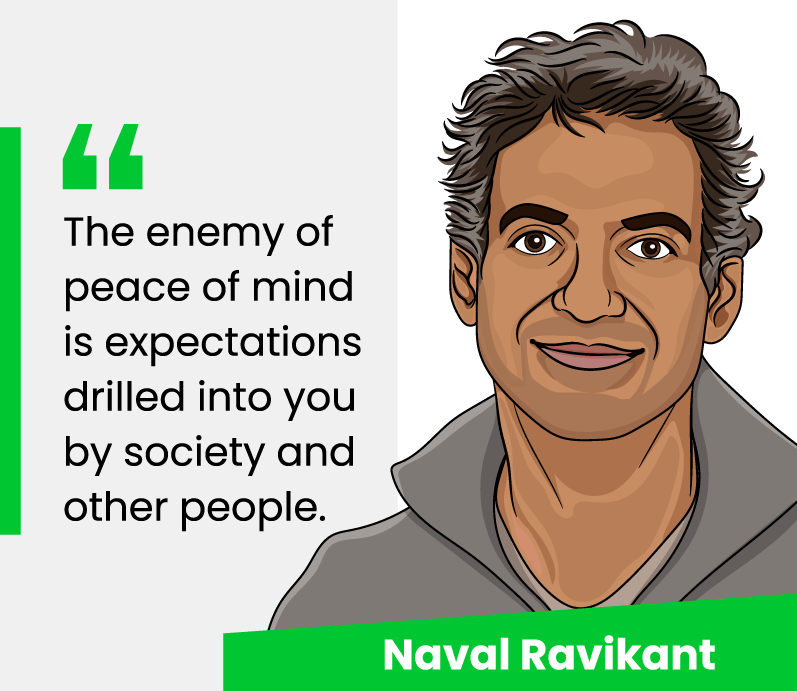 “
The enemy of
peace of mind
is expectations
drilled into you
by society and
other people.
Naval Ravikant